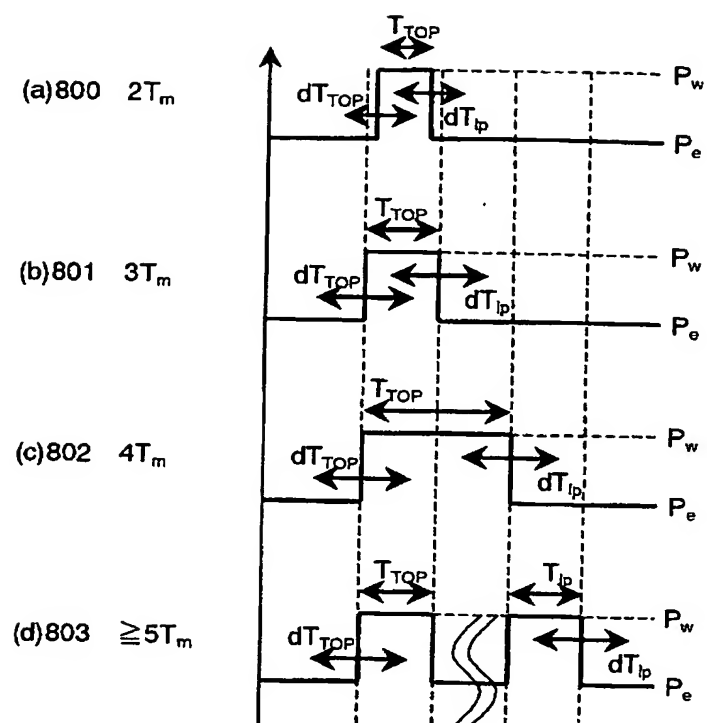 T_TOP
(a)800 2T_m dT_TOP dT_lp P_w
P_e
T_TOP
(b)801 3T_m dT_TOP dT_lp P_w
P_e
T_TOP
(c)802 4T_m dT_TOP dT_lp P_w
P_e
T_TOP T_lp
(d)803 ≧5T_m dT_TOP dT_lp P_w
P_e